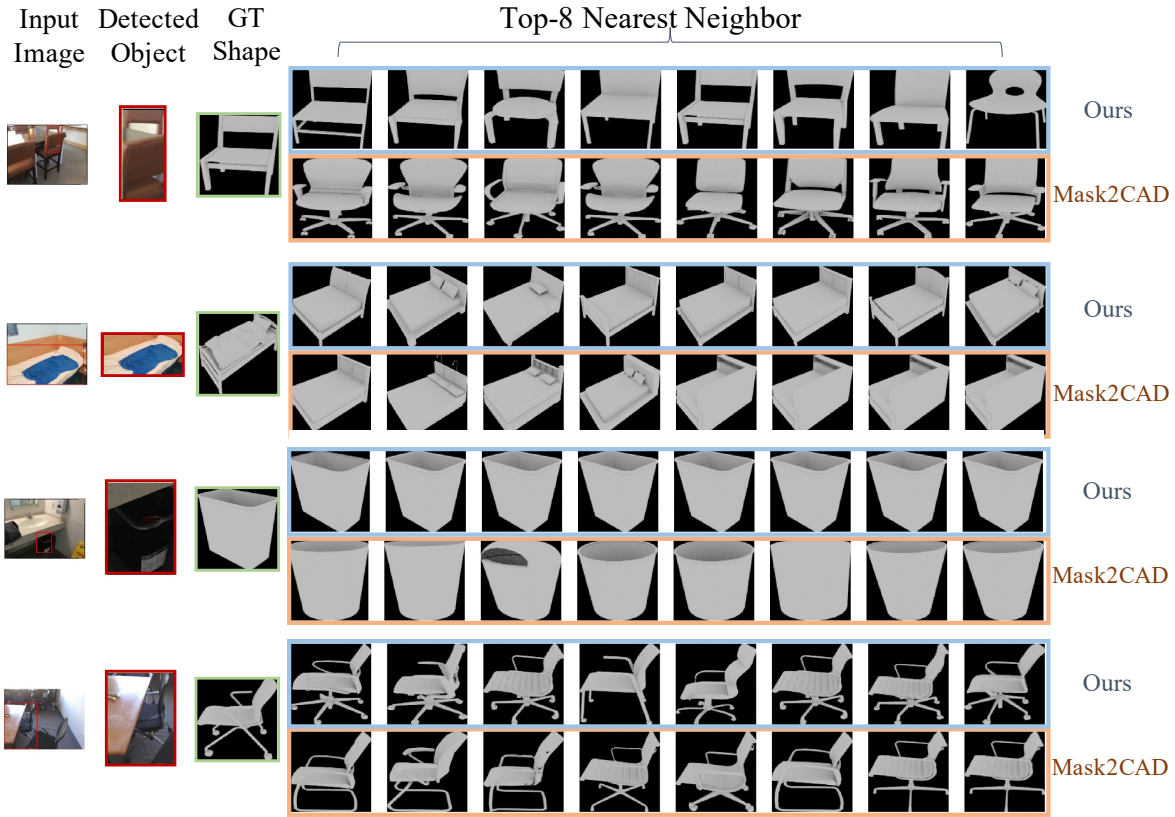 Input Image
Detected Object
GT Shape
Top-8 Nearest Neighbor
Ours
Mask2CAD
Ours
Mask2CAD
Ours
Mask2CAD
Ours
Mask2CAD